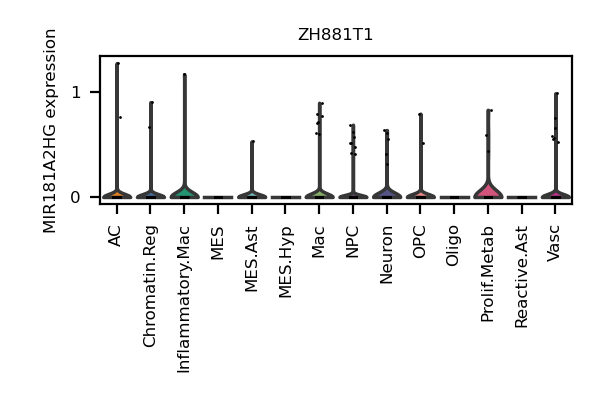 ZH881T1
MIR181A2HG expression
1
0
AC
Chromatin.Reg
Inflammatory.Mac
MES
MES.Ast
MES.Hyp
Mac
NPC
Neuron
OPC
Oligo
Prolif.Metab
Reactive.Ast
Vasc